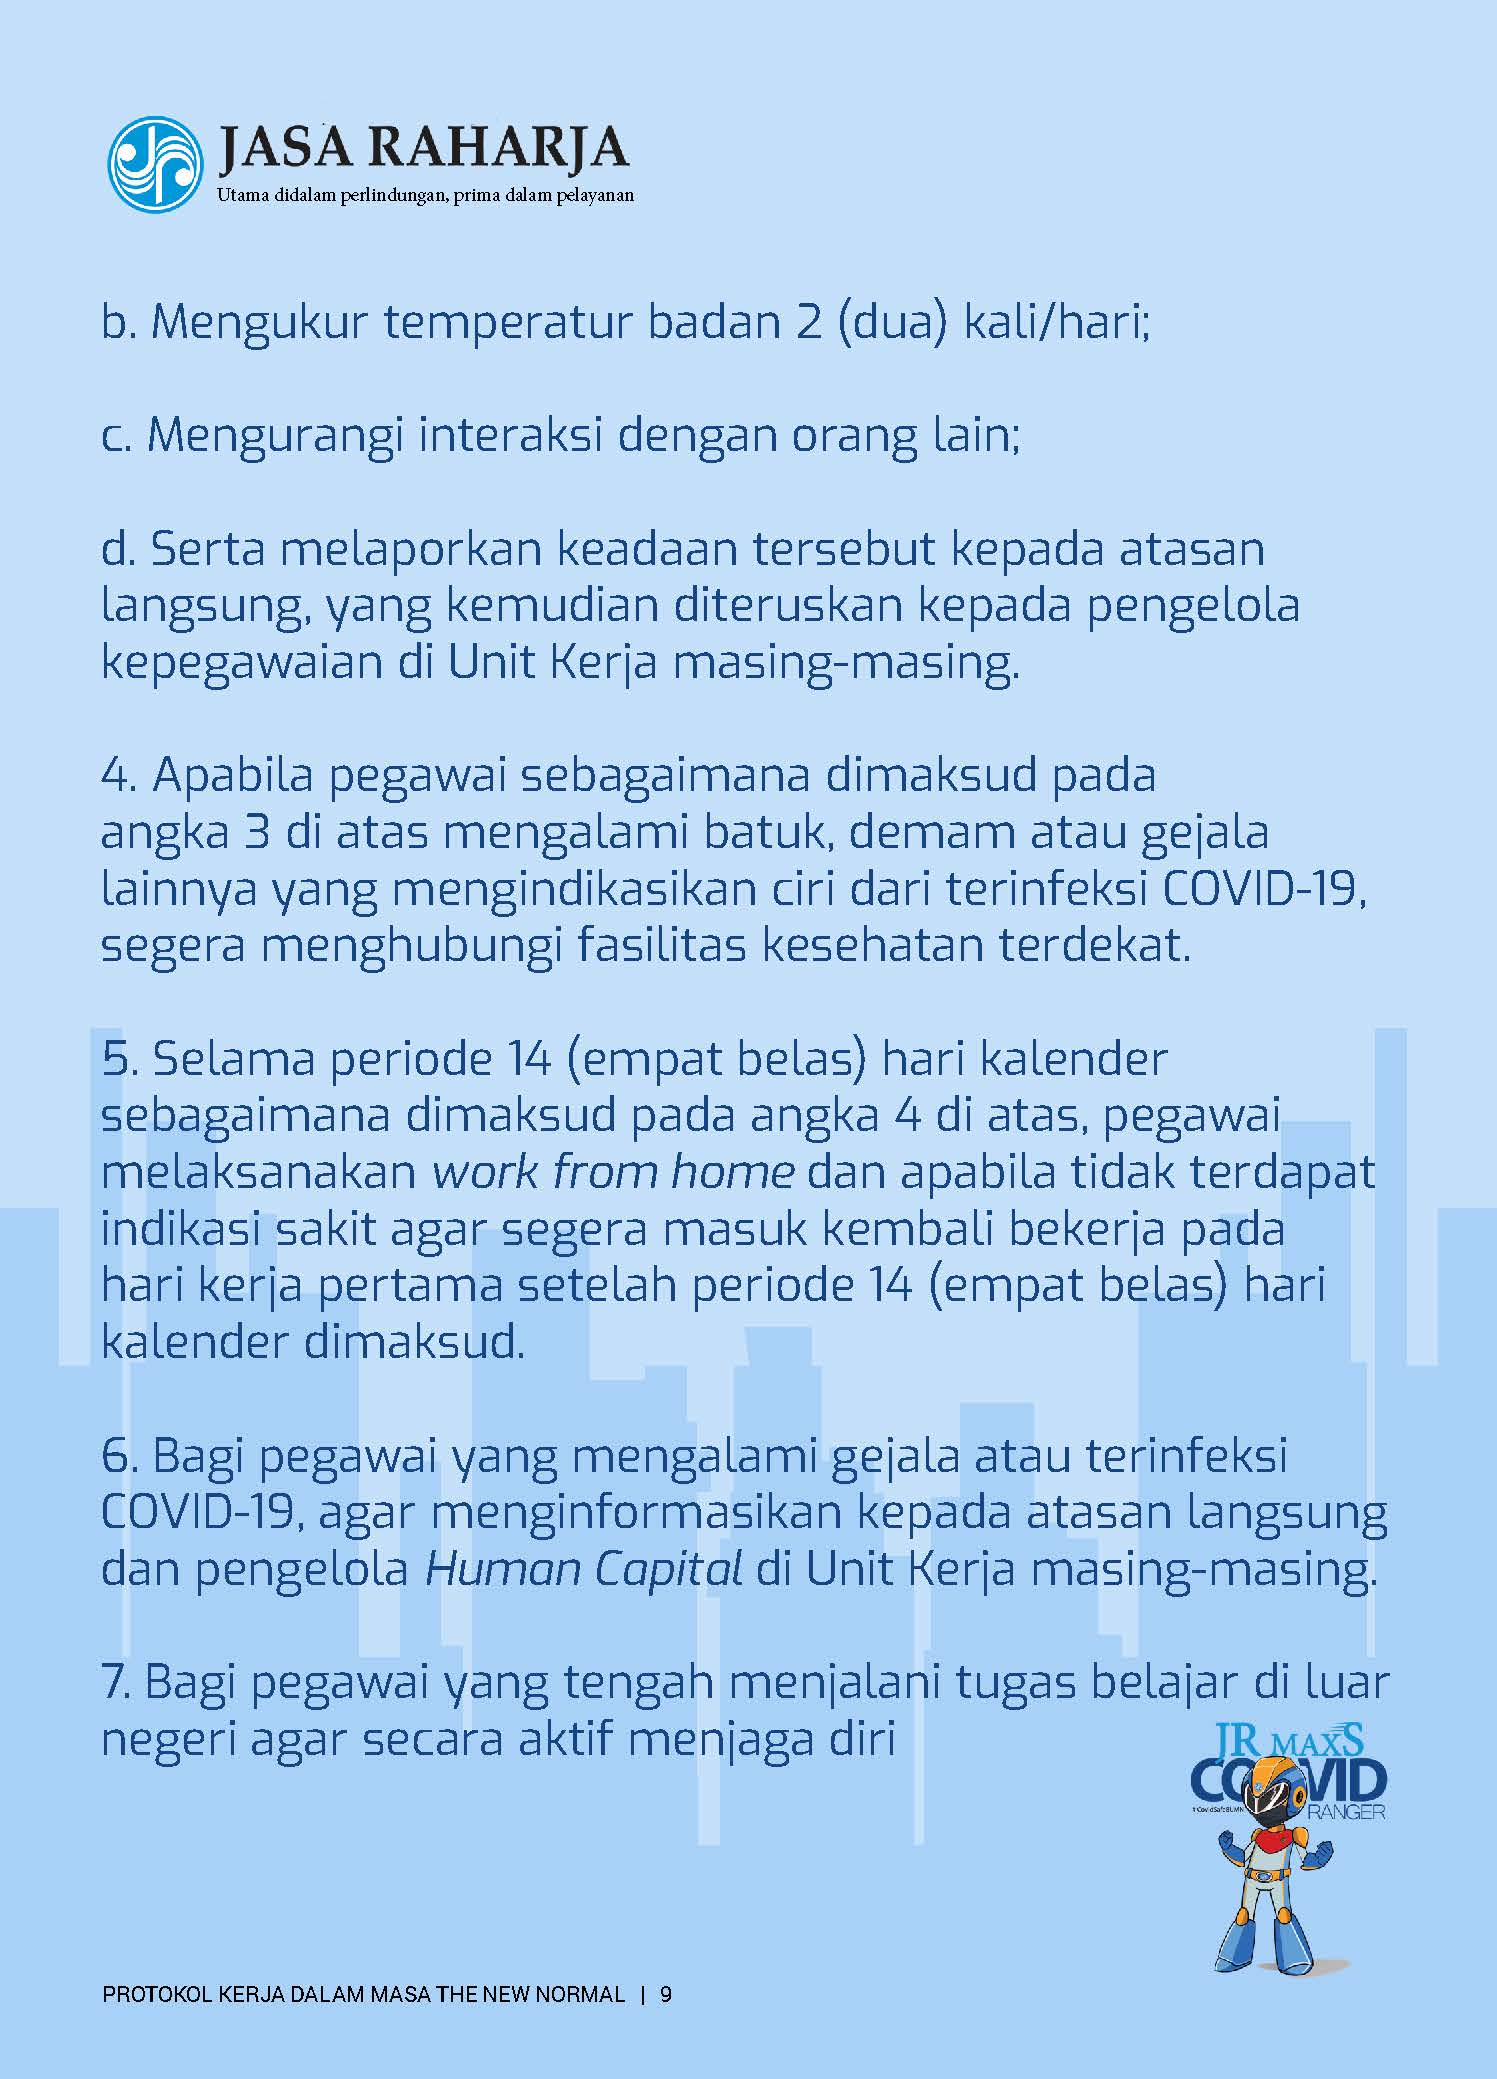 JASA RAHARJA
Utama didalam perlindungan, prima dalam pelayanan
b. Mengukur temperatur badan 2 (dua) kali/hari;
c. Mengurangi interaksi dengan orang lain;
d. Serta melaporkan keadaan tersebut kepada atasan
langsung, yang kemudian diteruskan kepada pengelola
kepegawaian di Unit Kerja masing-masing.
4. Apabila pegawai sebagaimana dimaksud pada
angka 3 di atas mengalami batuk, demam atau gejala
lainnya yang mengindikasikan ciri dari terinfeksi COVID-19,
segera menghubungi fasilitas kesehatan terdekat.
5. Selama periode 14 (empat belas) hari kalender
sebagaimana dimaksud pada angka 4 di atas, pegawai
melaksanakan work from home dan apabila tidak terdapat
indikasi sakit agar segera masuk kembali bekerja pada
hari kerja pertama setelah periode 14 (empat belas) hari
kalender dimaksud.
6. Bagi pegawai yang mengalami gejala atau terinfeksi
COVID-19, agar menginformasikan kepada atasan langsung
dan pengelola Human Capital di Unit Kerja masing-masing.
7. Bagi pegawai yang tengah menjalani tugas belajar di luar
negeri agar secara aktif menjaga diri
JR MAXS
COVID
#CovidSafeBUMN
RANGER
PROTOKOL KERJA DALAM MASA THE NEW NORMAL | 9